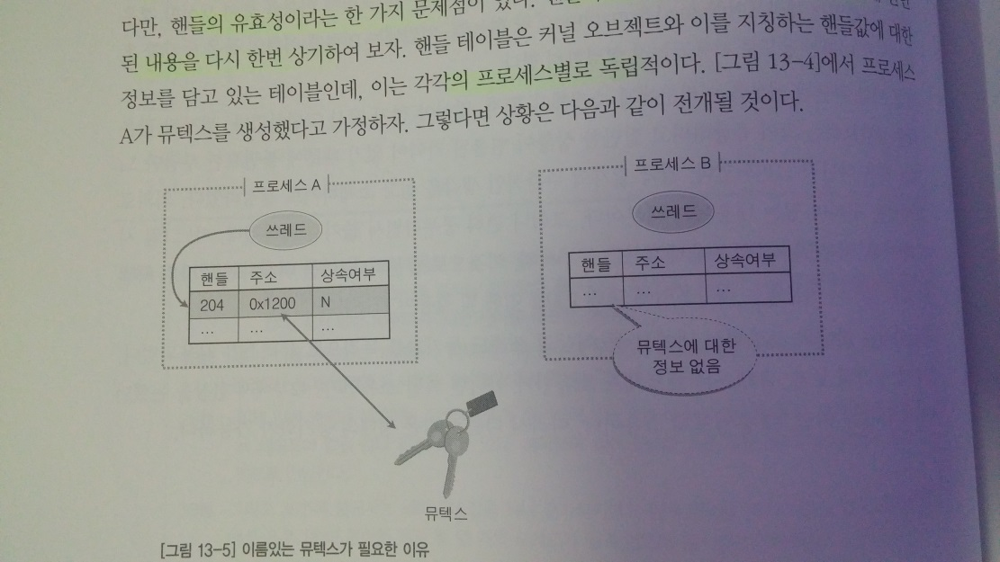 다만, 핸들의 유효성이라는 한 가지 문제점이 있다.
된 내용을 다시 한번 상기하여 보자. 핸들 테이블은 커널 오브젝트와 이를 지칭하는 핸들값에 대한
정보를 담고 있는 테이블인데, 이는 각각의 프로세스별로 독립적이다. [그림 13-4]에서 프로세스
A가 뮤텍스를 생성했다고 가정하자. 그렇다면 상황은 다음과 같이 전개될 것이다.
프로세스 A
쓰레드
핸들 주소 상속여부
204 0x1200 N
... ... ...
프로세스 B
쓰레드
핸들 주소 상속여부
... ... ...
뮤텍스에 대한
정보 없음
뮤텍스
[그림 13-5] 이름있는 뮤텍스가 필요한 이유